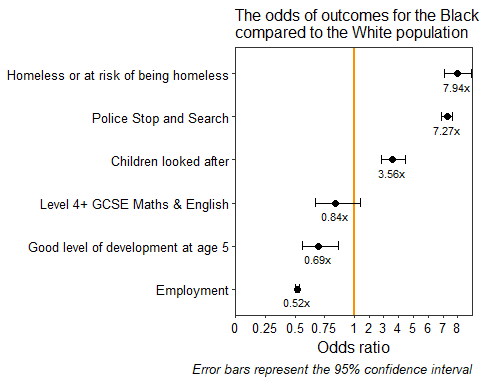 The odds of outcomes for the Black
compared to the White population
Homeless or at risk of being homeless
7.94x
Police Stop and Search
7.27x
Children looked after
3.56x
Level 4+ GCSE Maths & English
0.84x
Good level of development at age 5
0.69x
Employment
0.52x
0 0.25 0.5 0.75 1 2 3 4 5 6 7 8
Odds ratio
Error bars represent the 95% confidence interval